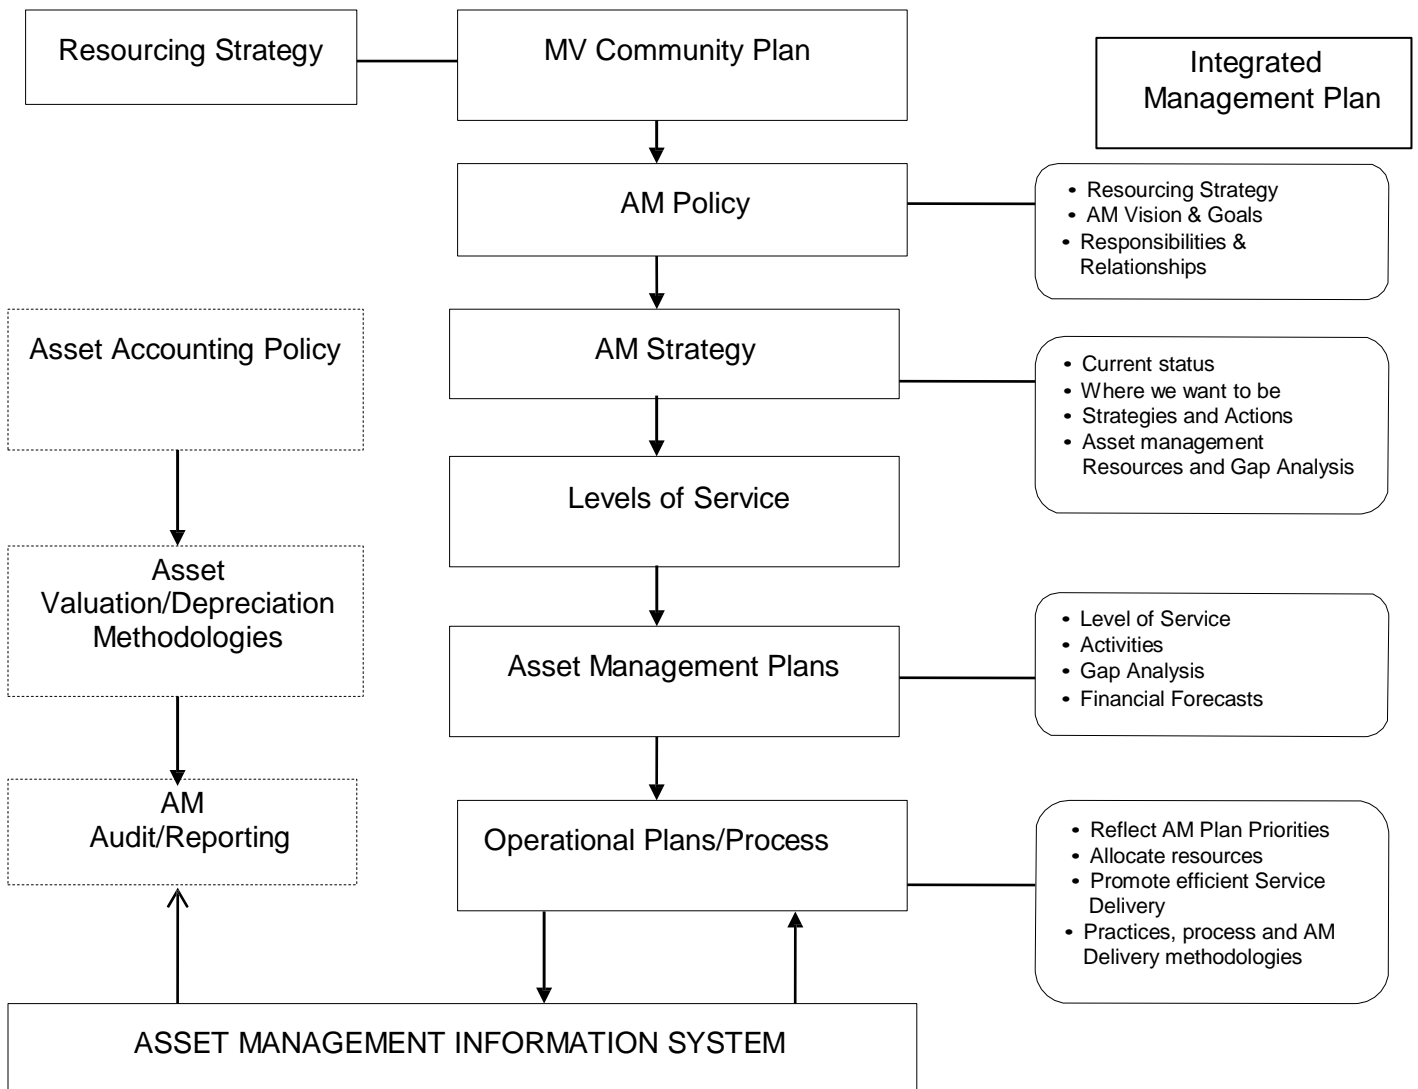 Resourcing Strategy
MV Community Plan
Integrated
Management Plan
AM Policy
• Resourcing Strategy
• AM Vision & Goals
• Responsibilities &
Relationships
Asset Accounting Policy
AM Strategy
• Current status
• Where we want to be
• Strategies and Actions
• Asset management
Resources and Gap Analysis
Levels of Service
Asset
Valuation/Depreciation
Methodologies
Asset Management Plans
• Level of Service
• Activities
• Gap Analysis
• Financial Forecasts
AM
Audit/Reporting
Operational Plans/Process
• Reflect AM Plan Priorities
• Allocate resources
• Promote efficient Service
Delivery
• Practices, process and AM
Delivery methodologies
ASSET MANAGEMENT INFORMATION SYSTEM